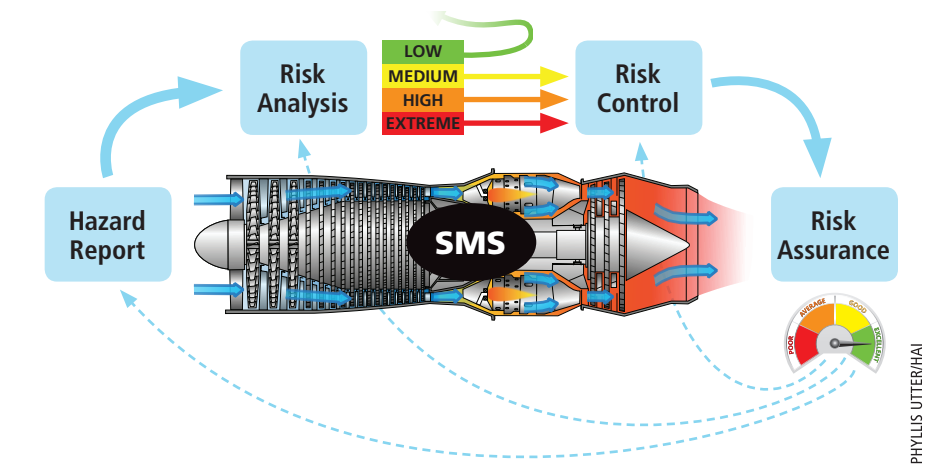 Risk
Analysis
LOW
MEDIUM
HIGH
EXTREME
Risk
Control
Hazard
Report
SMS
Risk
Assurance
POOR
AVERAGE
GOOD
EXCELLENT
PHYLLIS UTTER/HAI